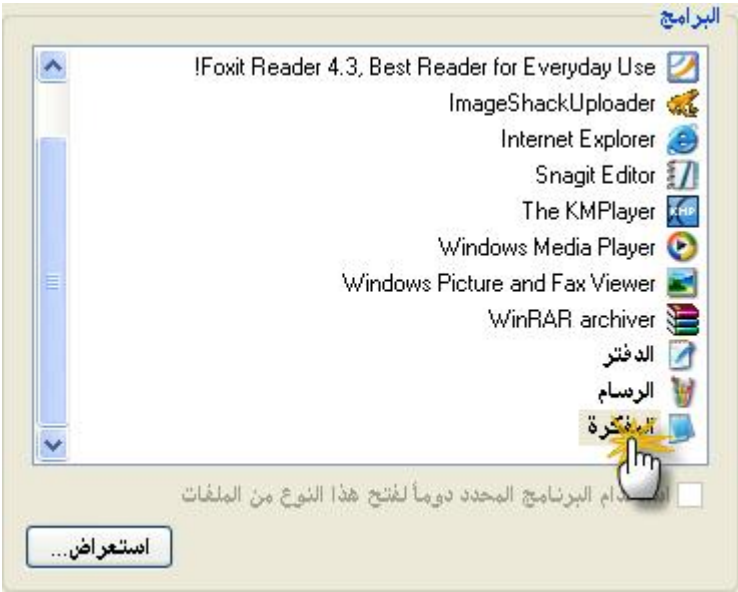 البرامج
!Foxit Reader 4.3, Best Reader for Everyday Use
ImageShackUploader
Internet Explorer
Snagit Editor
The KMPlayer
Windows Media Player
Windows Picture and Fax Viewer
WinRAR archiver
الدفتر
الرسام
المفكرة
البرنامج المحدد دوماً لفتح هذا النوع من الملفات
استعراض...